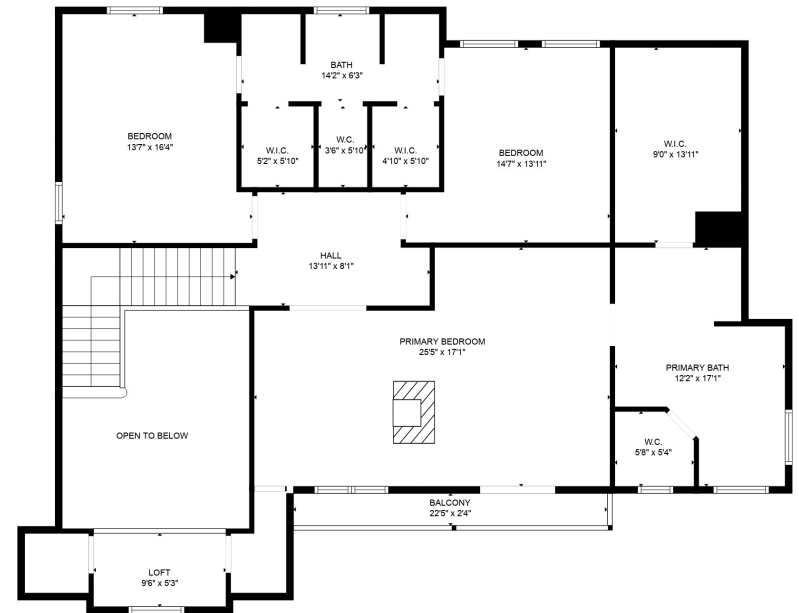 BATH
14'2" x 6'3"
BEDROOM
13'7" x 16'4"
W.I.C.
5'2" x 5'10"
W.C.
3'6" x 5'10"
W.I.C.
4'10" x 5'10"
BEDROOM
14'7" x 13'11"
W.I.C.
9'0" x 13'11"
HALL
13'11" x 8'1"
PRIMARY BEDROOM
25'5" x 17'1"
PRIMARY BATH
12'2" x 17'1"
OPEN TO BELOW
W.C.
5'8" x 5'4"
BALCONY
22'5" x 2'4"
LOFT
9'6" x 5'3"